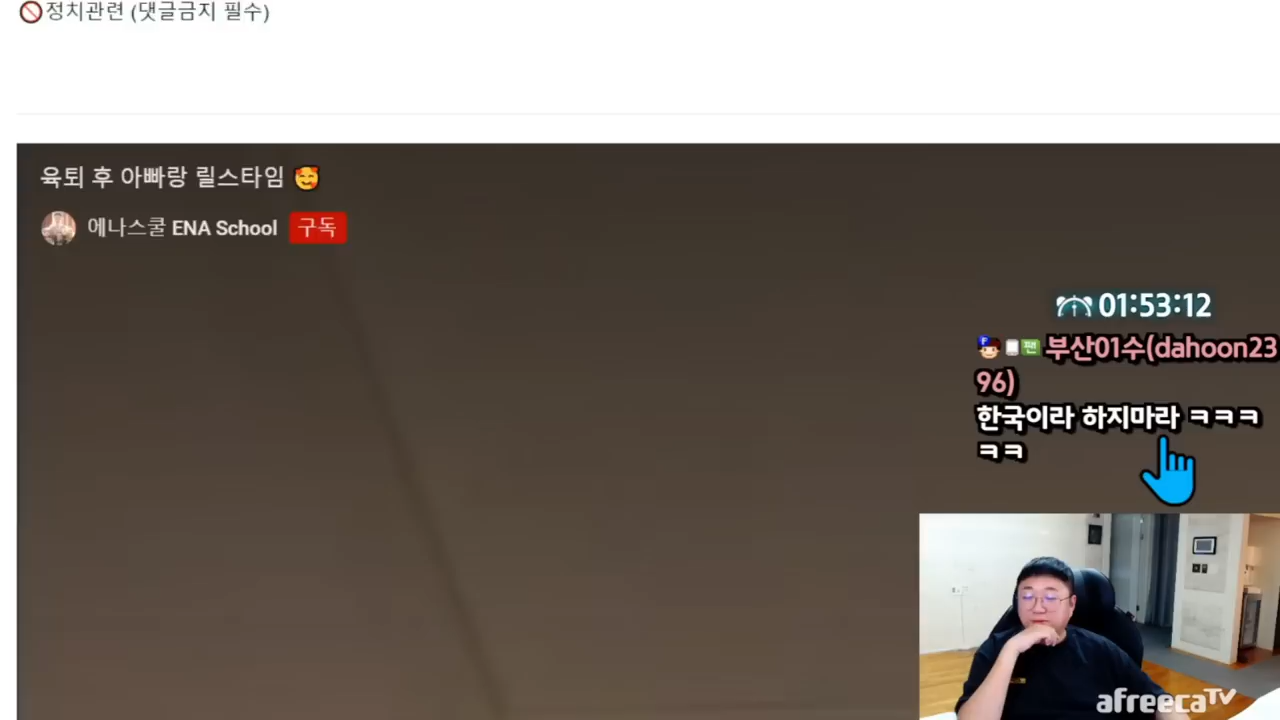 🚫정치관련 (댓글금지 필수)
육퇴 후 아빠랑 릴스타임 🥰
에나스쿨 ENA School 구독
01:53:12
F 팬 부산01수(dahoon23
96)
한국이라 하지마라 ㅋㅋㅋ
ㅋㅋ
afreecaTV